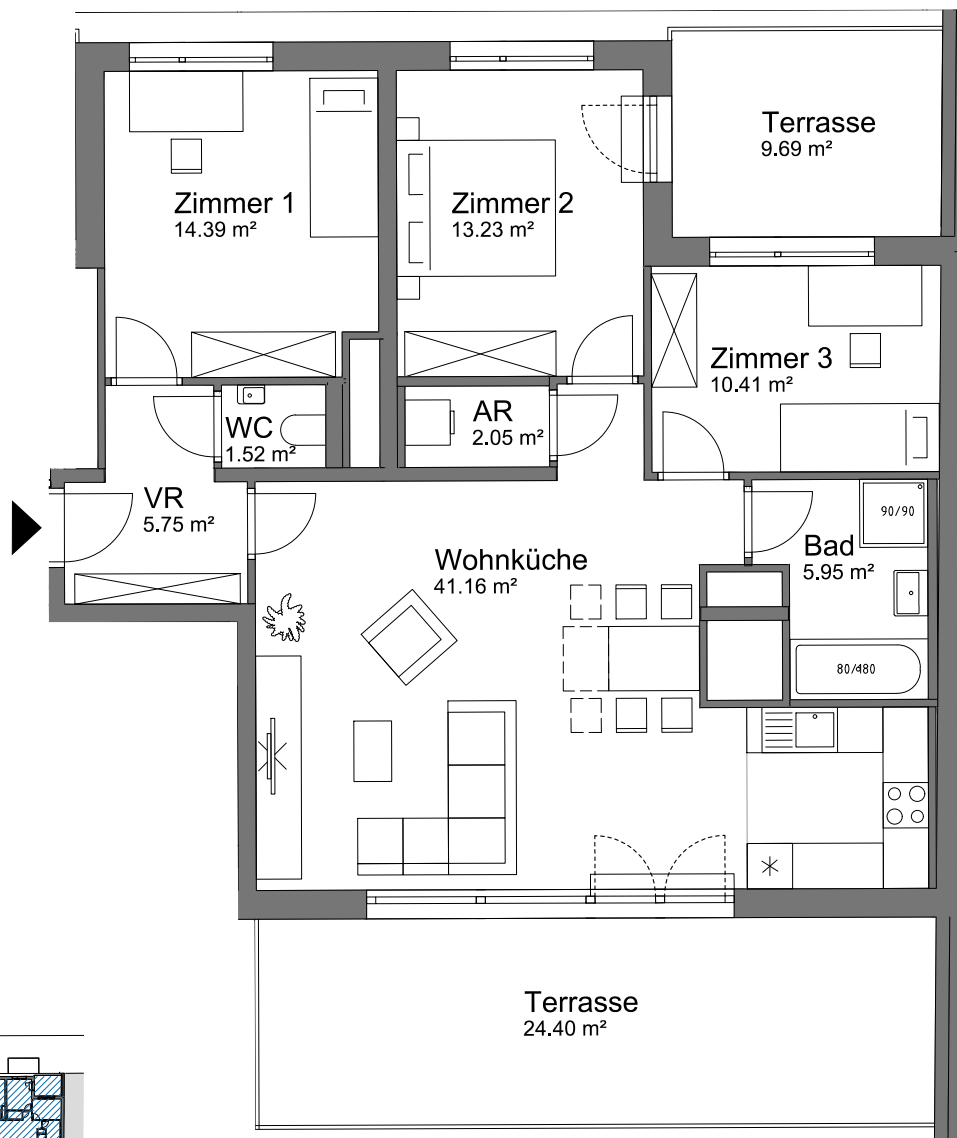 Terrasse
9.69 m²
Zimmer 1
14.39 m²
Zimmer 2
13.23 m²
Zimmer 3
10.41 m²
WC
1.52 m²
AR
2.05 m²
VR
5.75 m²
90/90
Bad
5.95 m²
Wohnküche
41.16 m²
80/180
Terrasse
24.40 m²